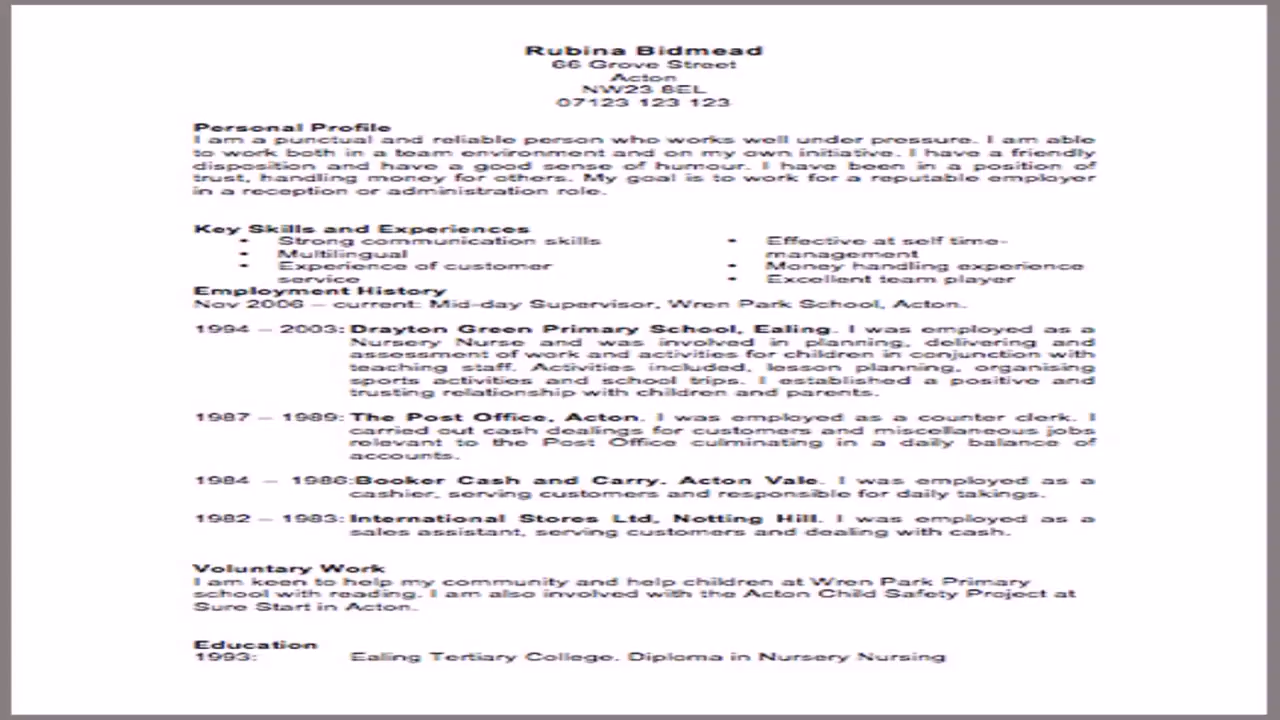 Rubina Bidmead
66 Grove Street
Acton
NW23 8EL
07123 123 123
Personal Profile
I am a punctual and reliable person who works well under pressure. I am able
to work both in a team environment and on my own initiative. I have a friendly
disposition and have a good sense of humour. I have been in a position of
trust, handling money for others. My goal is to work for a reputable employer
in a reception or administration role.
Key Skills and Experiences
• Strong communication skills
• Multilingual
• Experience of customer
service
• Effective at self time-
management
• Money handling experience
• Excellent team player
Employment History
Nov 2006 – current: Mid-day Supervisor, Wren Park School, Acton.
1994 – 2003: Drayton Green Primary School, Ealing. I was employed as a
Nursery Nurse and was involved in planning, delivering and
assessment of work and activities for children in conjunction with
teaching staff. Activities included, lesson planning, organising
sports activities and school trips. I established a positive and
trusting relationship with children and parents.
1987 – 1989: The Post Office, Acton. I was employed as a counter clerk. I
carried out cash dealings for customers and miscellaneous jobs
relevant to the Post Office culminating in a daily balance of
accounts.
1984 – 1986: Booker Cash and Carry. Acton Vale. I was employed as a
cashier, serving customers and responsible for daily takings.
1982 – 1983: International Stores Ltd, Notting Hill. I was employed as a
sales assistant, serving customers and dealing with cash.
Voluntary Work
I am keen to help my community and help children at Wren Park Primary
school with reading. I am also involved with the Acton Child Safety Project at
Sure Start in Acton.
Education
1993: Ealing Tertiary College. Diploma in Nursery Nursing